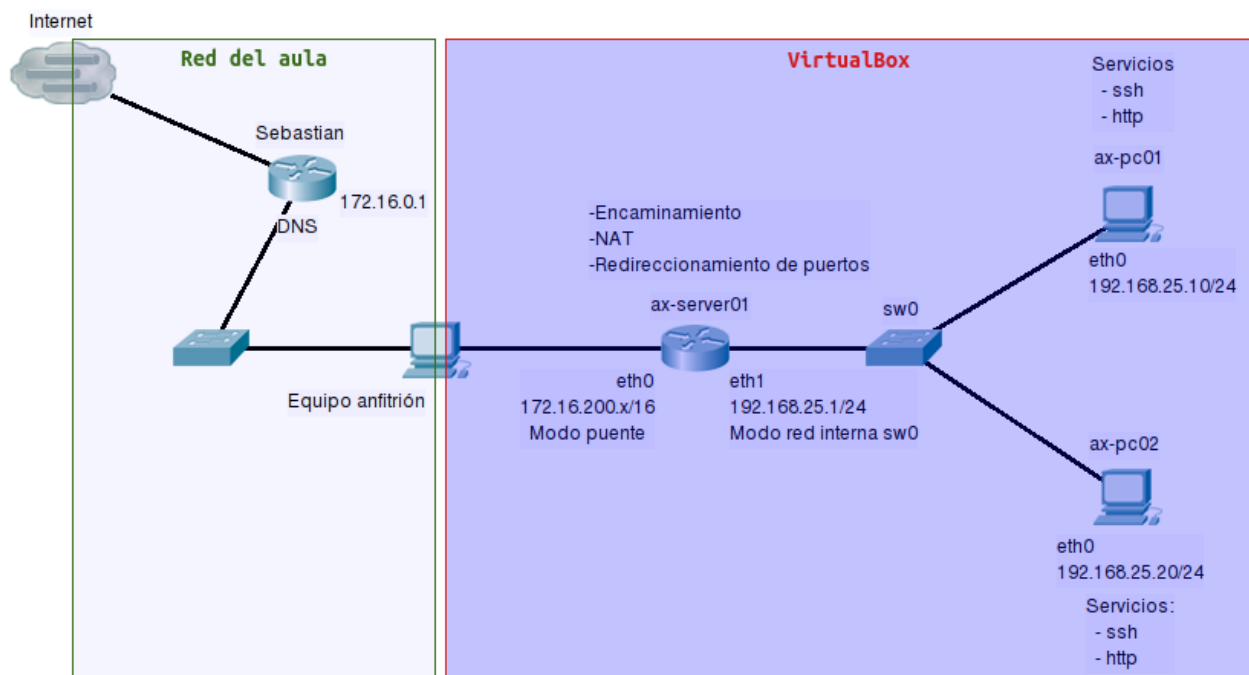 Internet
Red del aula
Sebastian
172.16.0.1
DNS
Equipo anfitrión
VirtualBox
-Encaminamiento
-NAT
-Redireccionamiento de puertos
ax-server01
eth0
172.16.200.x/16
Modo puente
eth1
192.168.25.1/24
Modo red interna sw0
sw0
Servicios
- ssh
- http
ax-pc01
eth0
192.168.25.10/24
ax-pc02
eth0
192.168.25.20/24
Servicios:
- ssh
- http